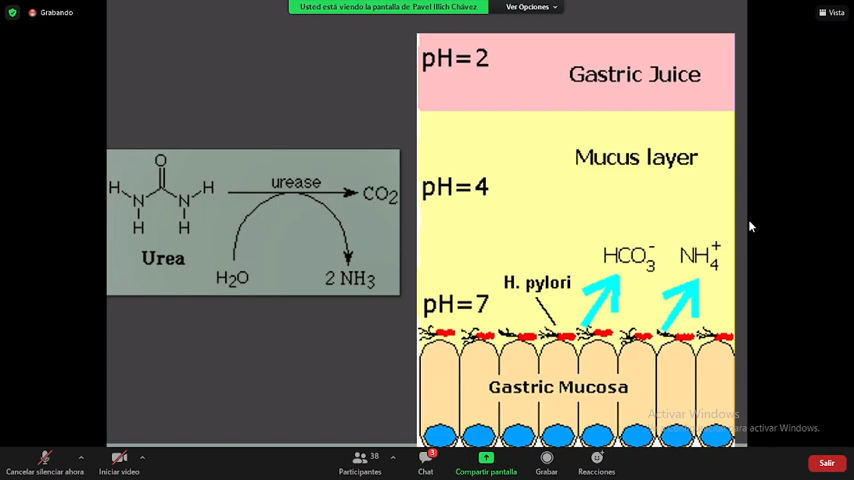 Grabando
Usted está viendo la pantalla de Pavel Illich Chávez
Ver Opciones
Vista
pH=2
Gastric Juice
Mucus layer
pH=4
O
H N N H
H H
urease
CO2
Urea
H2O
2 NH3
HCO3-
NH4+
H. pylori
pH=7
Gastric Mucosa
Activar Windows
para activar Windows.
Cancelar silenciar ahora
Iniciar video
38
Participantes
3
Chat
Compartir pantalla
Grabar
Reacciones
Salir